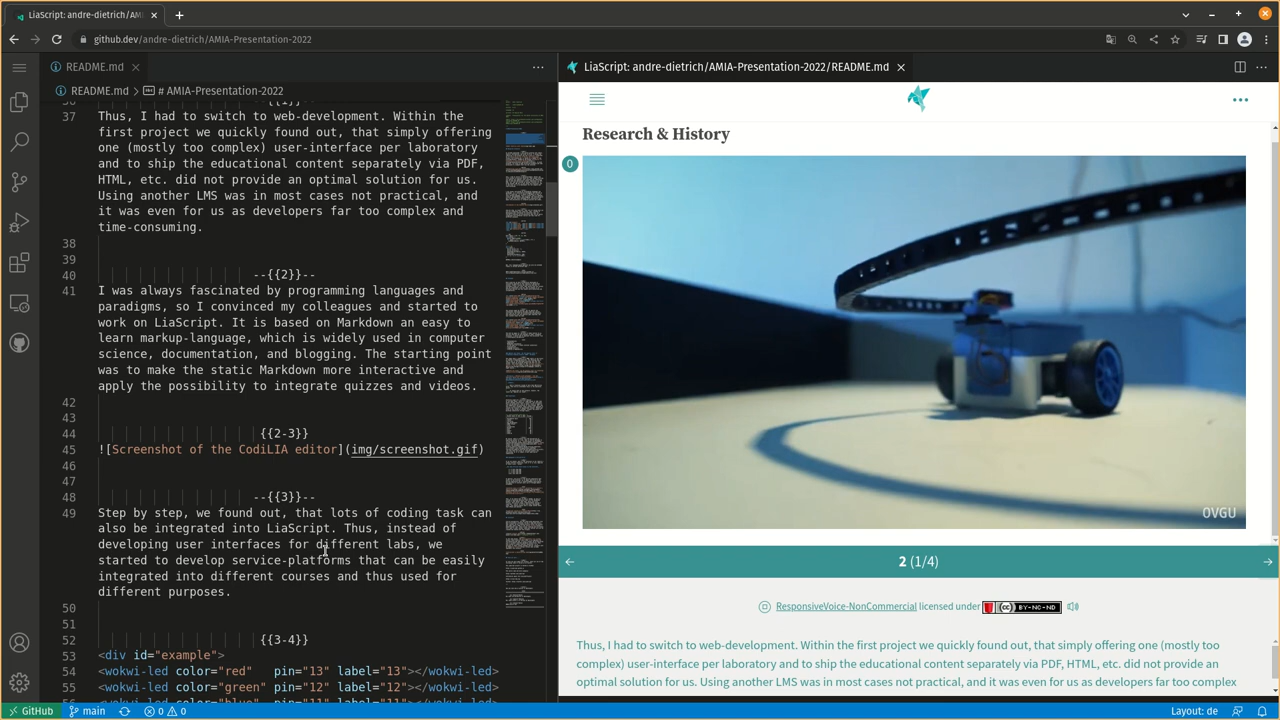 LiaScript: andre-dietrich/AMIA
github.dev/andre-dietrich/AMIA-Presentation-2022
README.md
LiaScript: andre-dietrich/AMIA-Presentation-2022/README.md
README.md > # AMIA-Presentation-2022
37 Thus, I had to switch to web-development. Within the
first project we quickly found out, that simply offering
one (mostly too complex) user-interface per laboratory
and to ship the educational content separately via PDF,
HTML, etc. did not provide an optimal solution for us.
Using another LMS was in most cases not practical, and
it was even for us as developers far too complex and
time-consuming.
38
39
40 --{{2}}--
41 I was always fascinated by programming languages and
paradigms, so I convinced my colleagues and started to
work on LiaScript. It is based on Markdown an easy to
learn markup-language, which is widely used in computer
science, documentation, and blogging. The starting point
was to make the static Markdown more interactive and
apply the possibility to integrate quizzes and videos.
42
43
44 {{2-3}}
45 ![Screenshot of the CodiLIA editor](img/screenshot.gif)
46
47
48 --{{3}}--
49 Step by step, we found out, that lots of coding task can
also be integrated into LiaScript. Thus, instead of
developing user interfaces for different labs, we
started to develop small e-platforms that can be easily
integrated into different courses and thus used for
different purposes.
50
51
52 {{3-4}}
53 <div id="example">
54 <wokwi-led color="red" pin="13" label="13"></wokwi-led>
55 <wokwi-led color="green" pin="12" label="12"></wokwi-led>
Research & History
0
OVGU
2 (1/4)
ResponsiveVoice-NonCommercial licensed under BY-NC-ND
Thus, I had to switch to web-development. Within the first project we quickly found out, that simply offering one (mostly too
complex) user-interface per laboratory and to ship the educational content separately via PDF, HTML, etc. did not provide an
optimal solution for us. Using another LMS was in most cases not practical, and it was even for us as developers far too complex
GitHub main 0 0 Layout: de